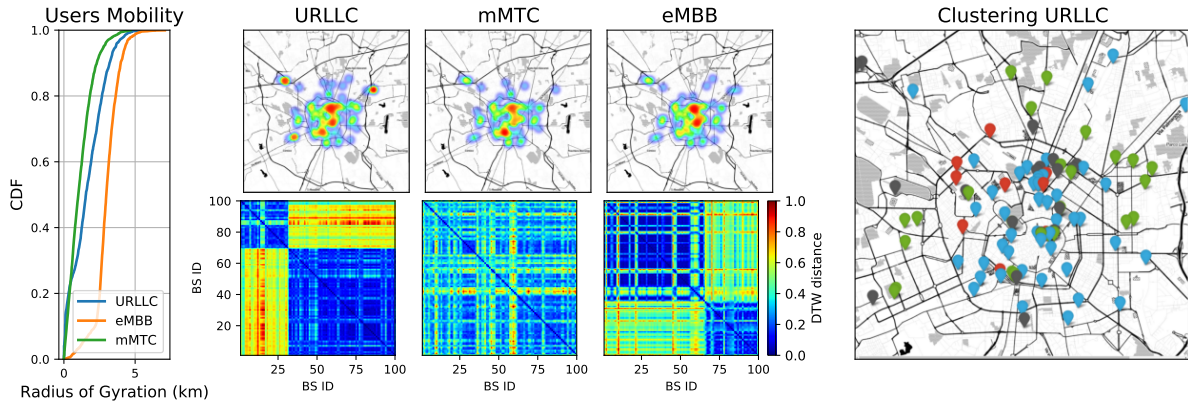 Users Mobility
URLLC
mMTC
eMBB
Clustering URLLC
1.0
0.8
0.6
0.4
0.2
0.0
CDF
URLLC
eMBB
mMTC
0
5
Radius of Gyration (km)
100
80
60
40
20
BS ID
25
50
75
100
BS ID
25
50
75
100
BS ID
25
50
75
100
BS ID
1.0
0.8
0.6
0.4
0.2
0.0
DTW distance